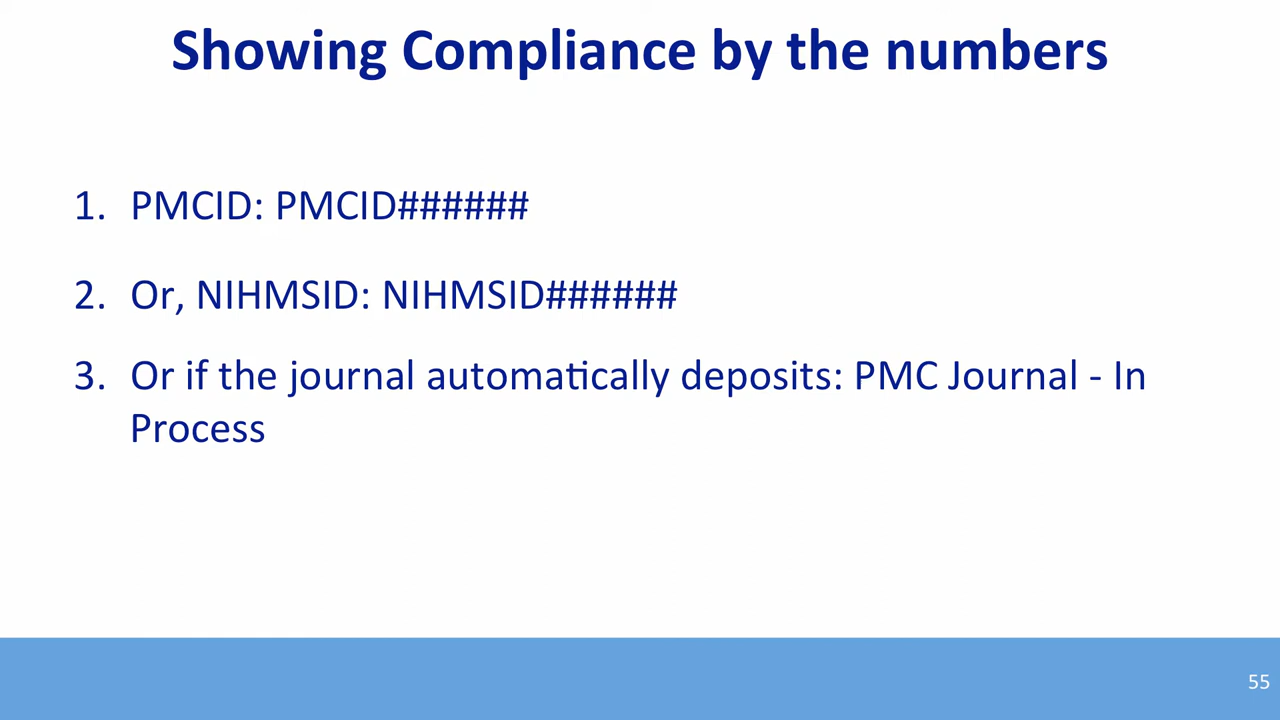 Showing Compliance by the numbers
1. PMCID: PMCID######
2. Or, NIHMSID: NIHMSID######
3. Or if the journal automatically deposits: PMC Journal - In
Process
55